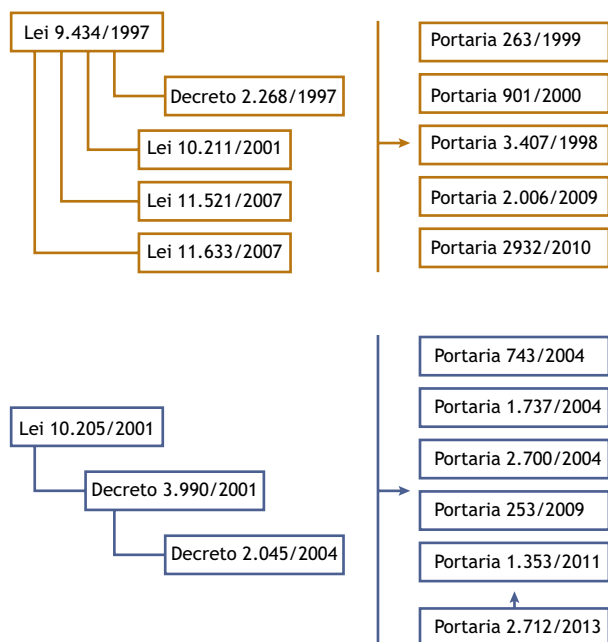 Lei 9.434/1997
Decreto 2.268/1997
Lei 10.211/2001
Lei 11.521/2007
Lei 11.633/2007
Portaria 263/1999
Portaria 901/2000
Portaria 3.407/1998
Portaria 2.006/2009
Portaria 2932/2010
Lei 10.205/2001
Decreto 3.990/2001
Decreto 2.045/2004
Portaria 743/2004
Portaria 1.737/2004
Portaria 2.700/2004
Portaria 253/2009
Portaria 1.353/2011
Portaria 2.712/2013